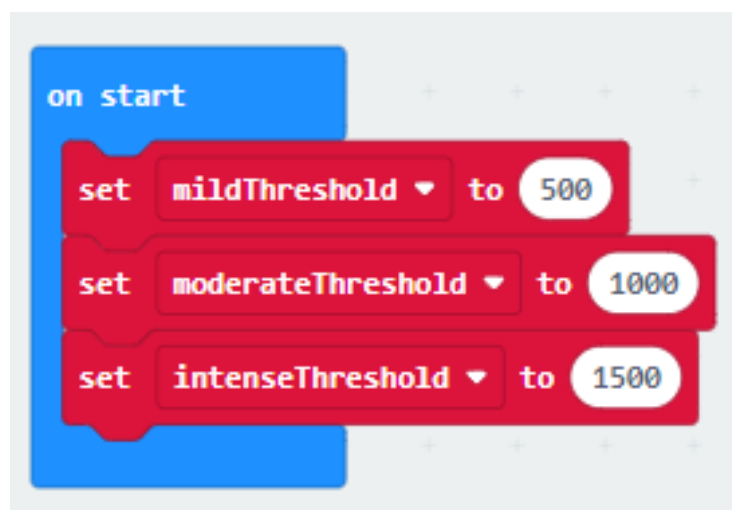 on start
set mildThreshold to 500
set moderateThreshold to 1000
set intenseThreshold to 1500